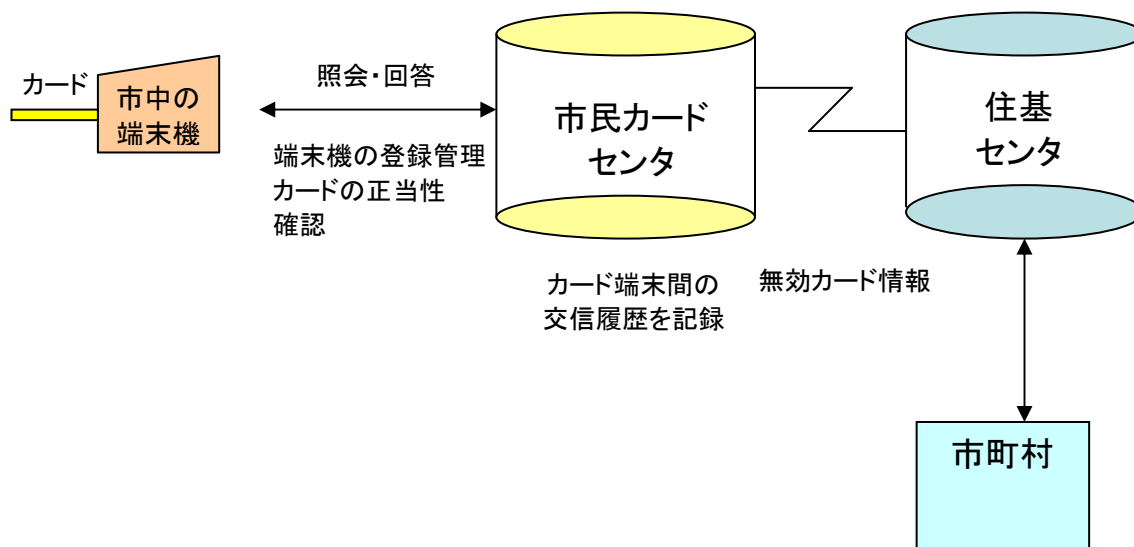 カード
市中の
端末機
照会・回答
端末機の登録管理
カードの正当性
確認
市民カード
センタ
カード端末間の
交信履歴を記録
無効カード情報
住基
センタ
市町村